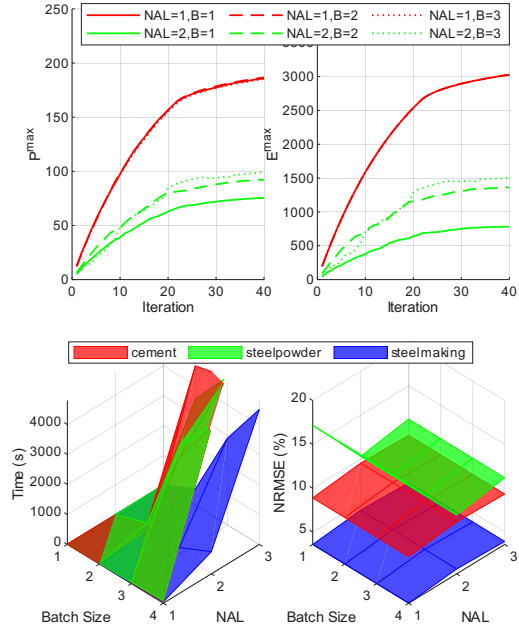 NAL=1,B=1 NAL=1,B=2 NAL=1,B=3
NAL=2,B=1 NAL=2,B=2 NAL=2,B=3
250
200
150
100
50
0
P^max
0 10 20 30 40
Iteration
3000
2500
2000
1500
1000
500
0
E^max
0 10 20 30 40
Iteration
cement steelpowder steelmaking
4000
3000
2000
1000
0
Time (s)
1 2 3 4
Batch Size
1 2 3
NAL
20
15
10
5
NRMSE (%)
1 2 3 4
Batch Size
1 2 3
NAL